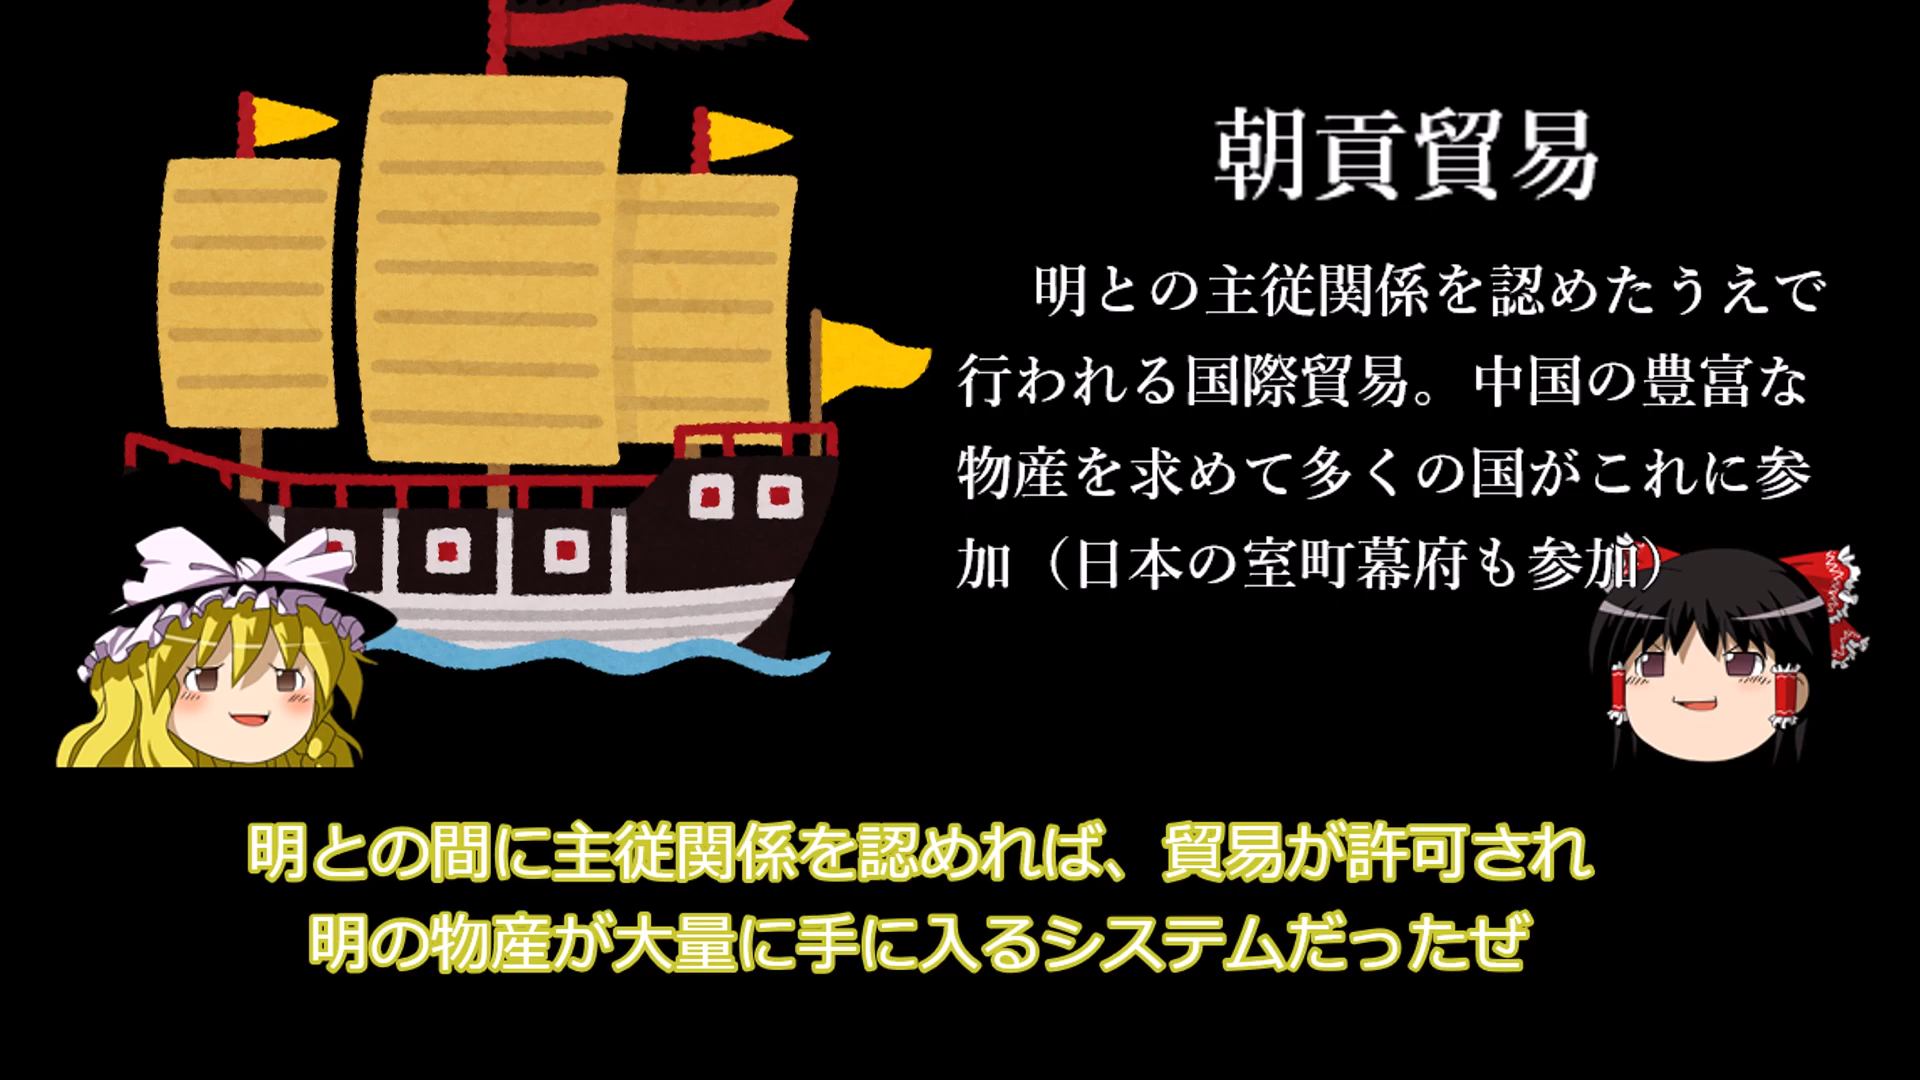 朝貢貿易
明との主従関係を認めたうえで
行われる国際貿易。中国の豊富な
物産を求めて多くの国がこれに参
加（日本の室町幕府も参加）
明との間に主従関係を認めれば、貿易が許可され
明の物産が大量に手に入るシステムだったぜ